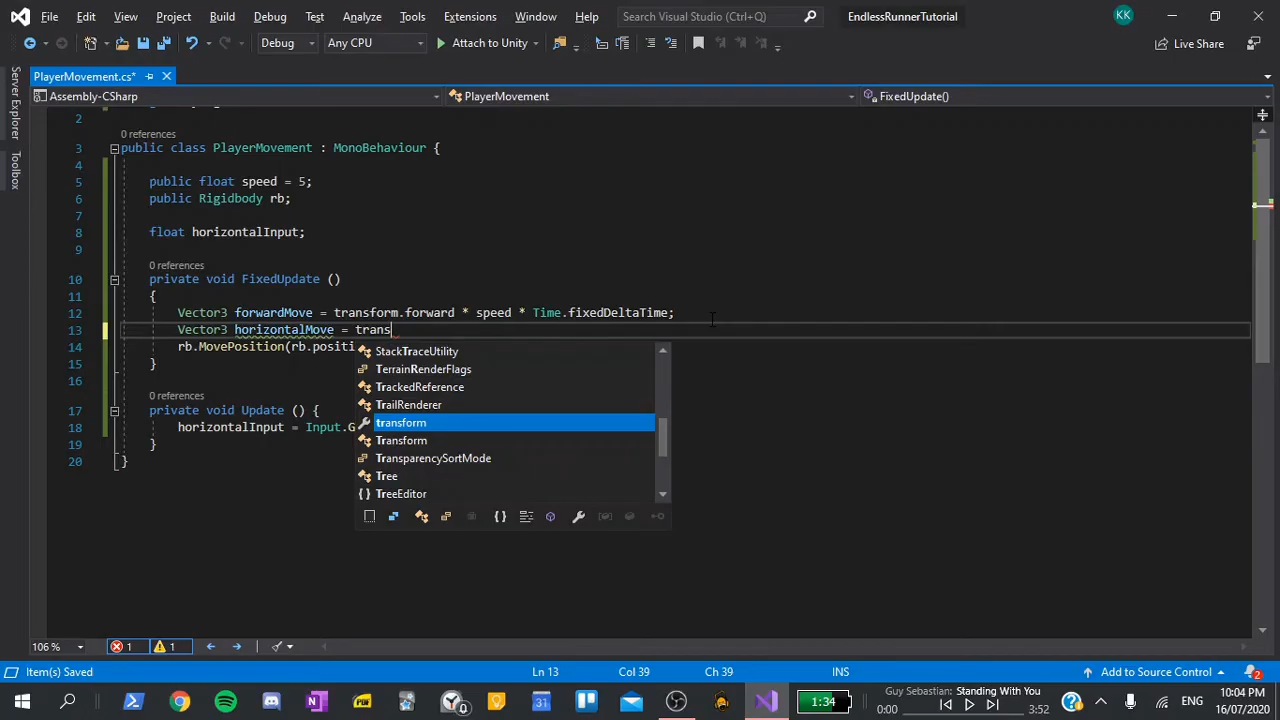 File Edit View Project Build Debug Test Analyze Tools Extensions Window Help Search Visual Studio (Ctrl+Q) EndlessRunnerTutorial KK
Debug Any CPU Attach to Unity Live Share
PlayerMovement.cs*
Assembly-CSharp PlayerMovement FixedUpdate()
Server Explorer
Toolbox
2
0 references
3 public class PlayerMovement : MonoBehaviour {
4
5 public float speed = 5;
6 public Rigidbody rb;
7
8 float horizontalInput;
9
0 references
10 private void FixedUpdate ()
11 {
12 Vector3 forwardMove = transform.forward * speed * Time.fixedDeltaTime;
13 Vector3 horizontalMove = trans
14 rb.MovePosition(rb.positi
15 }
16
0 references
17 private void Update () {
18 horizontalInput = Input.G
19 }
20 }
StackTraceUtility
TerrainRenderFlags
TrackedReference
TrailRenderer
transform
Transform
TransparencySortMode
Tree
TreeEditor
106 % 1 1
Item(s) Saved Ln 13 Col 39 Ch 39 INS Add to Source Control 2
0 31 1:34 Guy Sebastian: Standing With You 0:00 3:52 ENG 10:04 PM 16/07/2020